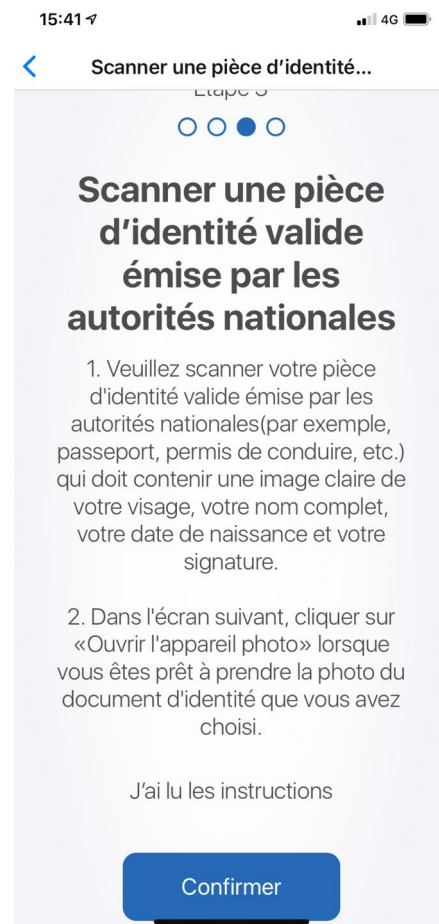 15:41
4G
Scanner une pièce d’identité...
Etape 3
Scanner une pièce
d’identité valide
émise par les
autorités nationales
1. Veuillez scanner votre pièce
d'identité valide émise par les
autorités nationales(par exemple,
passeport, permis de conduire, etc.)
qui doit contenir une image claire de
votre visage, votre nom complet,
votre date de naissance et votre
signature.
2. Dans l'écran suivant, cliquer sur
«Ouvrir l'appareil photo» lorsque
vous êtes prêt à prendre la photo du
document d'identité que vous avez
choisi.
J’ai lu les instructions
Confirmer